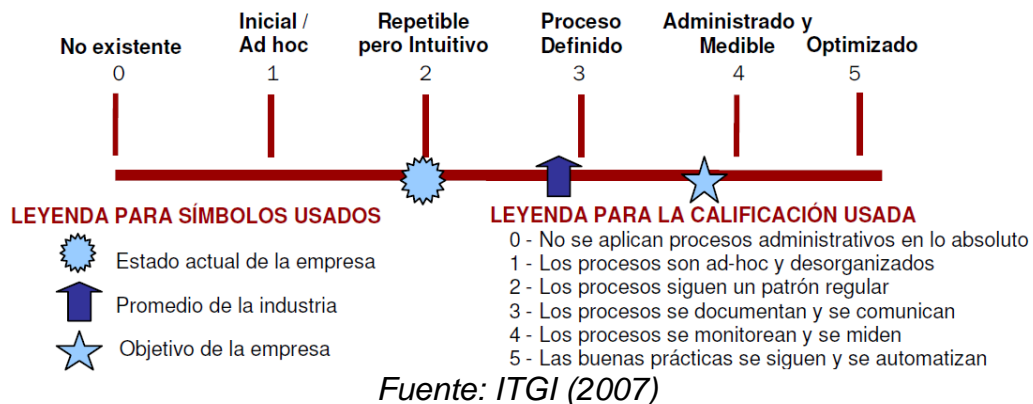 No existente
0
Inicial /
Ad hoc
1
Repetible
pero Intuitivo
2
Proceso
Definido
3
Administrado y
Medible
4
Optimizado
5
LEYENDA PARA SÍMBOLOS USADOS
Estado actual de la empresa
Promedio de la industria
Objetivo de la empresa
LEYENDA PARA LA CALIFICACIÓN USADA
0 - No se aplican procesos administrativos en lo absoluto
1 - Los procesos son ad-hoc y desorganizados
2 - Los procesos siguen un patrón regular
3 - Los procesos se documentan y se comunican
4 - Los procesos se monitorean y se miden
5 - Las buenas prácticas se siguen y se automatizan
Fuente: ITGI (2007)